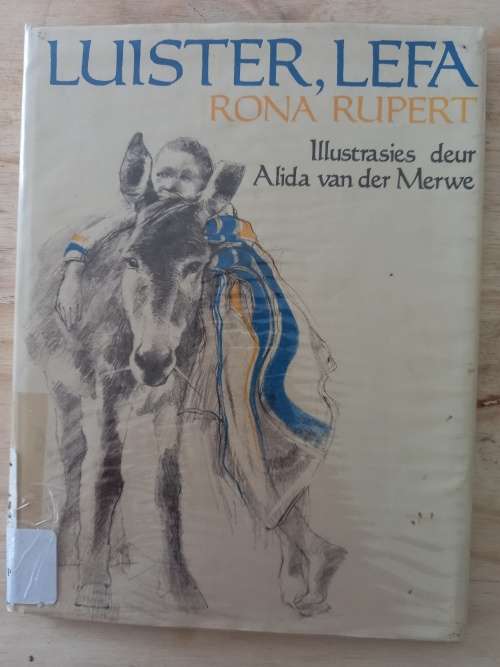 LUISTER, LEFA
RONA RUPERT
Illustrasies deur
Alida van der Merwe